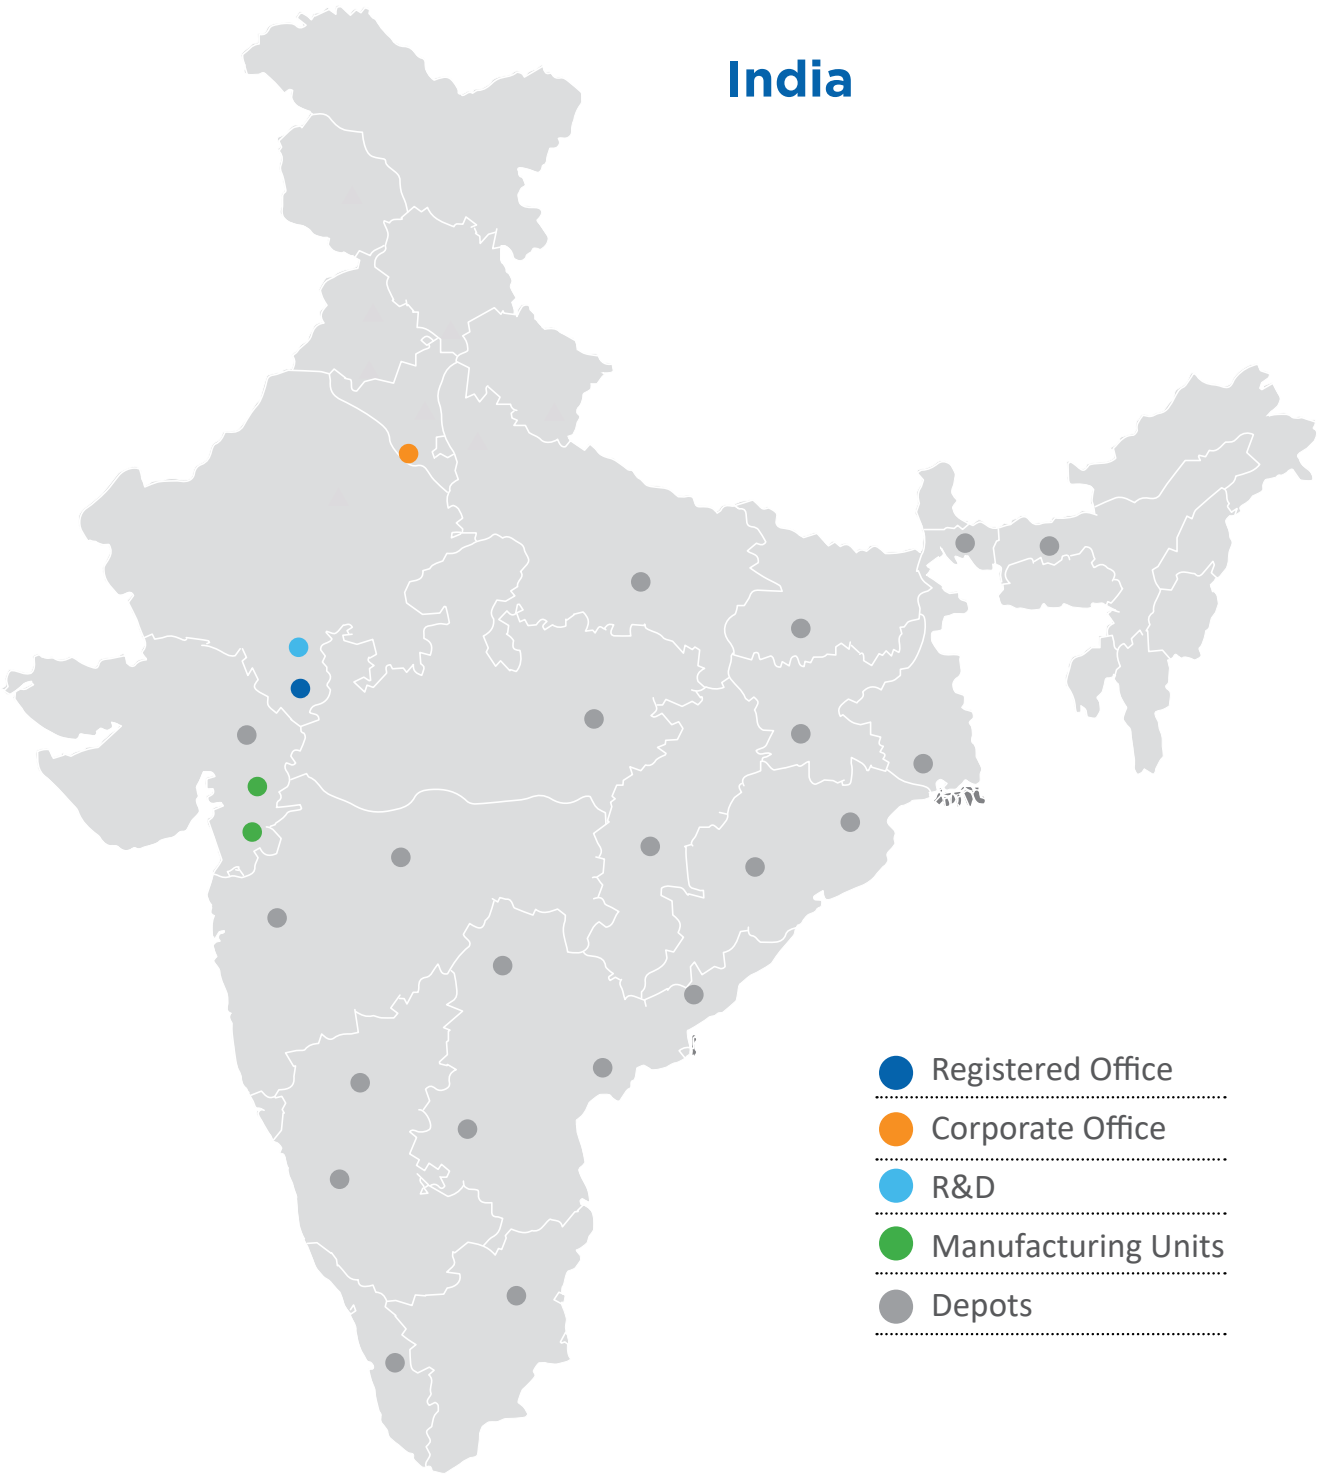 India
Registered Office
Corporate Office
R&D
Manufacturing Units
Depots